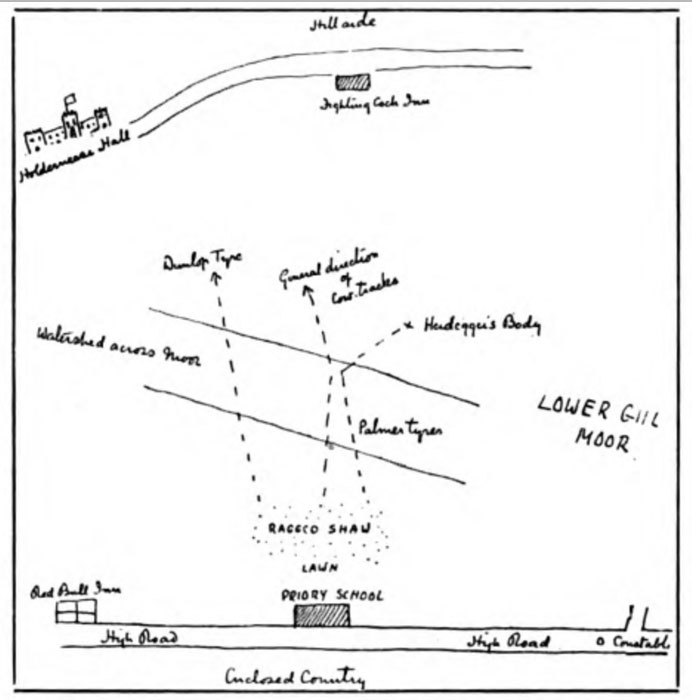 Hillside
Fighting Cock Inn
Holdernesse Hall
Dunlop Tyre
General direction
of
Cow-tracks
Heidegger's Body
Watershed across Moor
LOWER GILL
MOOR
Palmer tyres
RAGGED SHAW
LAWN
PRIORY SCHOOL
Red Bull Inn
High Road
High Road
Constable
Enclosed Country